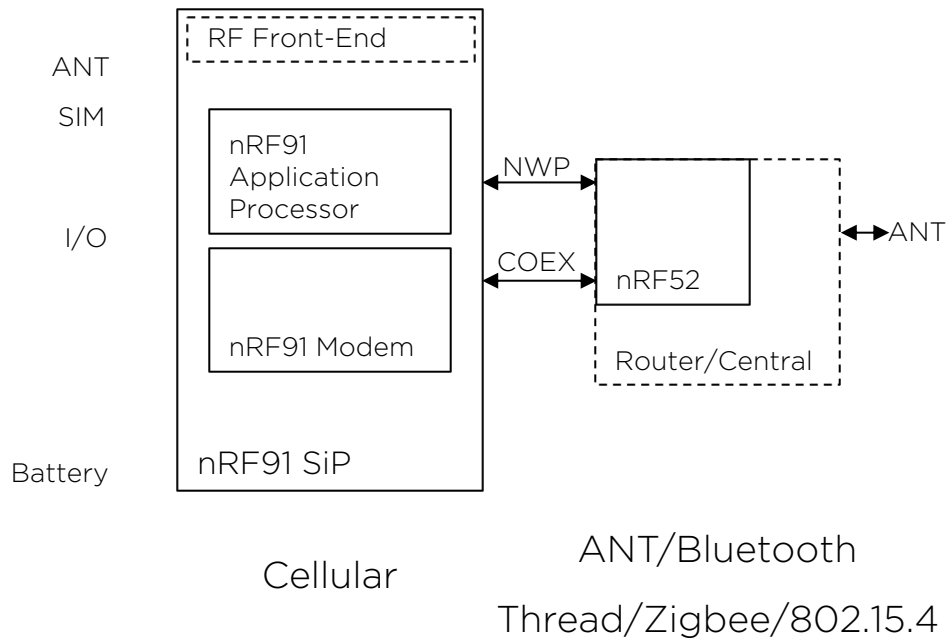 RF Front-End
ANT
SIM
nRF91
Application
Processor
NWP
I/O
ANT
COEX
nRF52
nRF91 Modem
Router/Central
Battery
nRF91 SiP
Cellular
ANT/Bluetooth
Thread/Zigbee/802.15.4